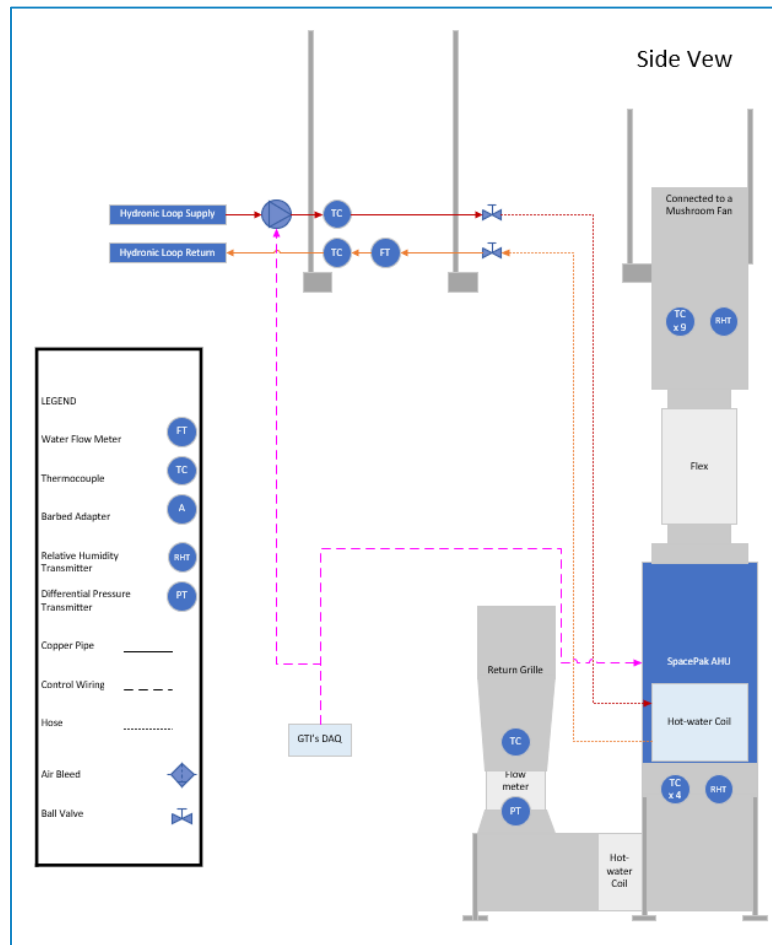 Side Vew
Connected to a
Mushroom Fan
Hydronic Loop Supply
TC
Hydronic Loop Return
TC
FT
TC
x 9
RHT
LEGEND
Water Flow Meter
FT
Thermocouple
TC
Barbed Adapter
A
Relative Humidity
Transmitter
RHT
Differential Pressure
Transmitter
PT
Copper Pipe
Control Wiring
Hose
Air Bleed
Ball Valve
Flex
SpacePak AHU
Return Grille
Hot-water Coil
GTI's DAQ
TC
Flow
meter
PT
TC
x 4
RHT
Hot-
water
Coil